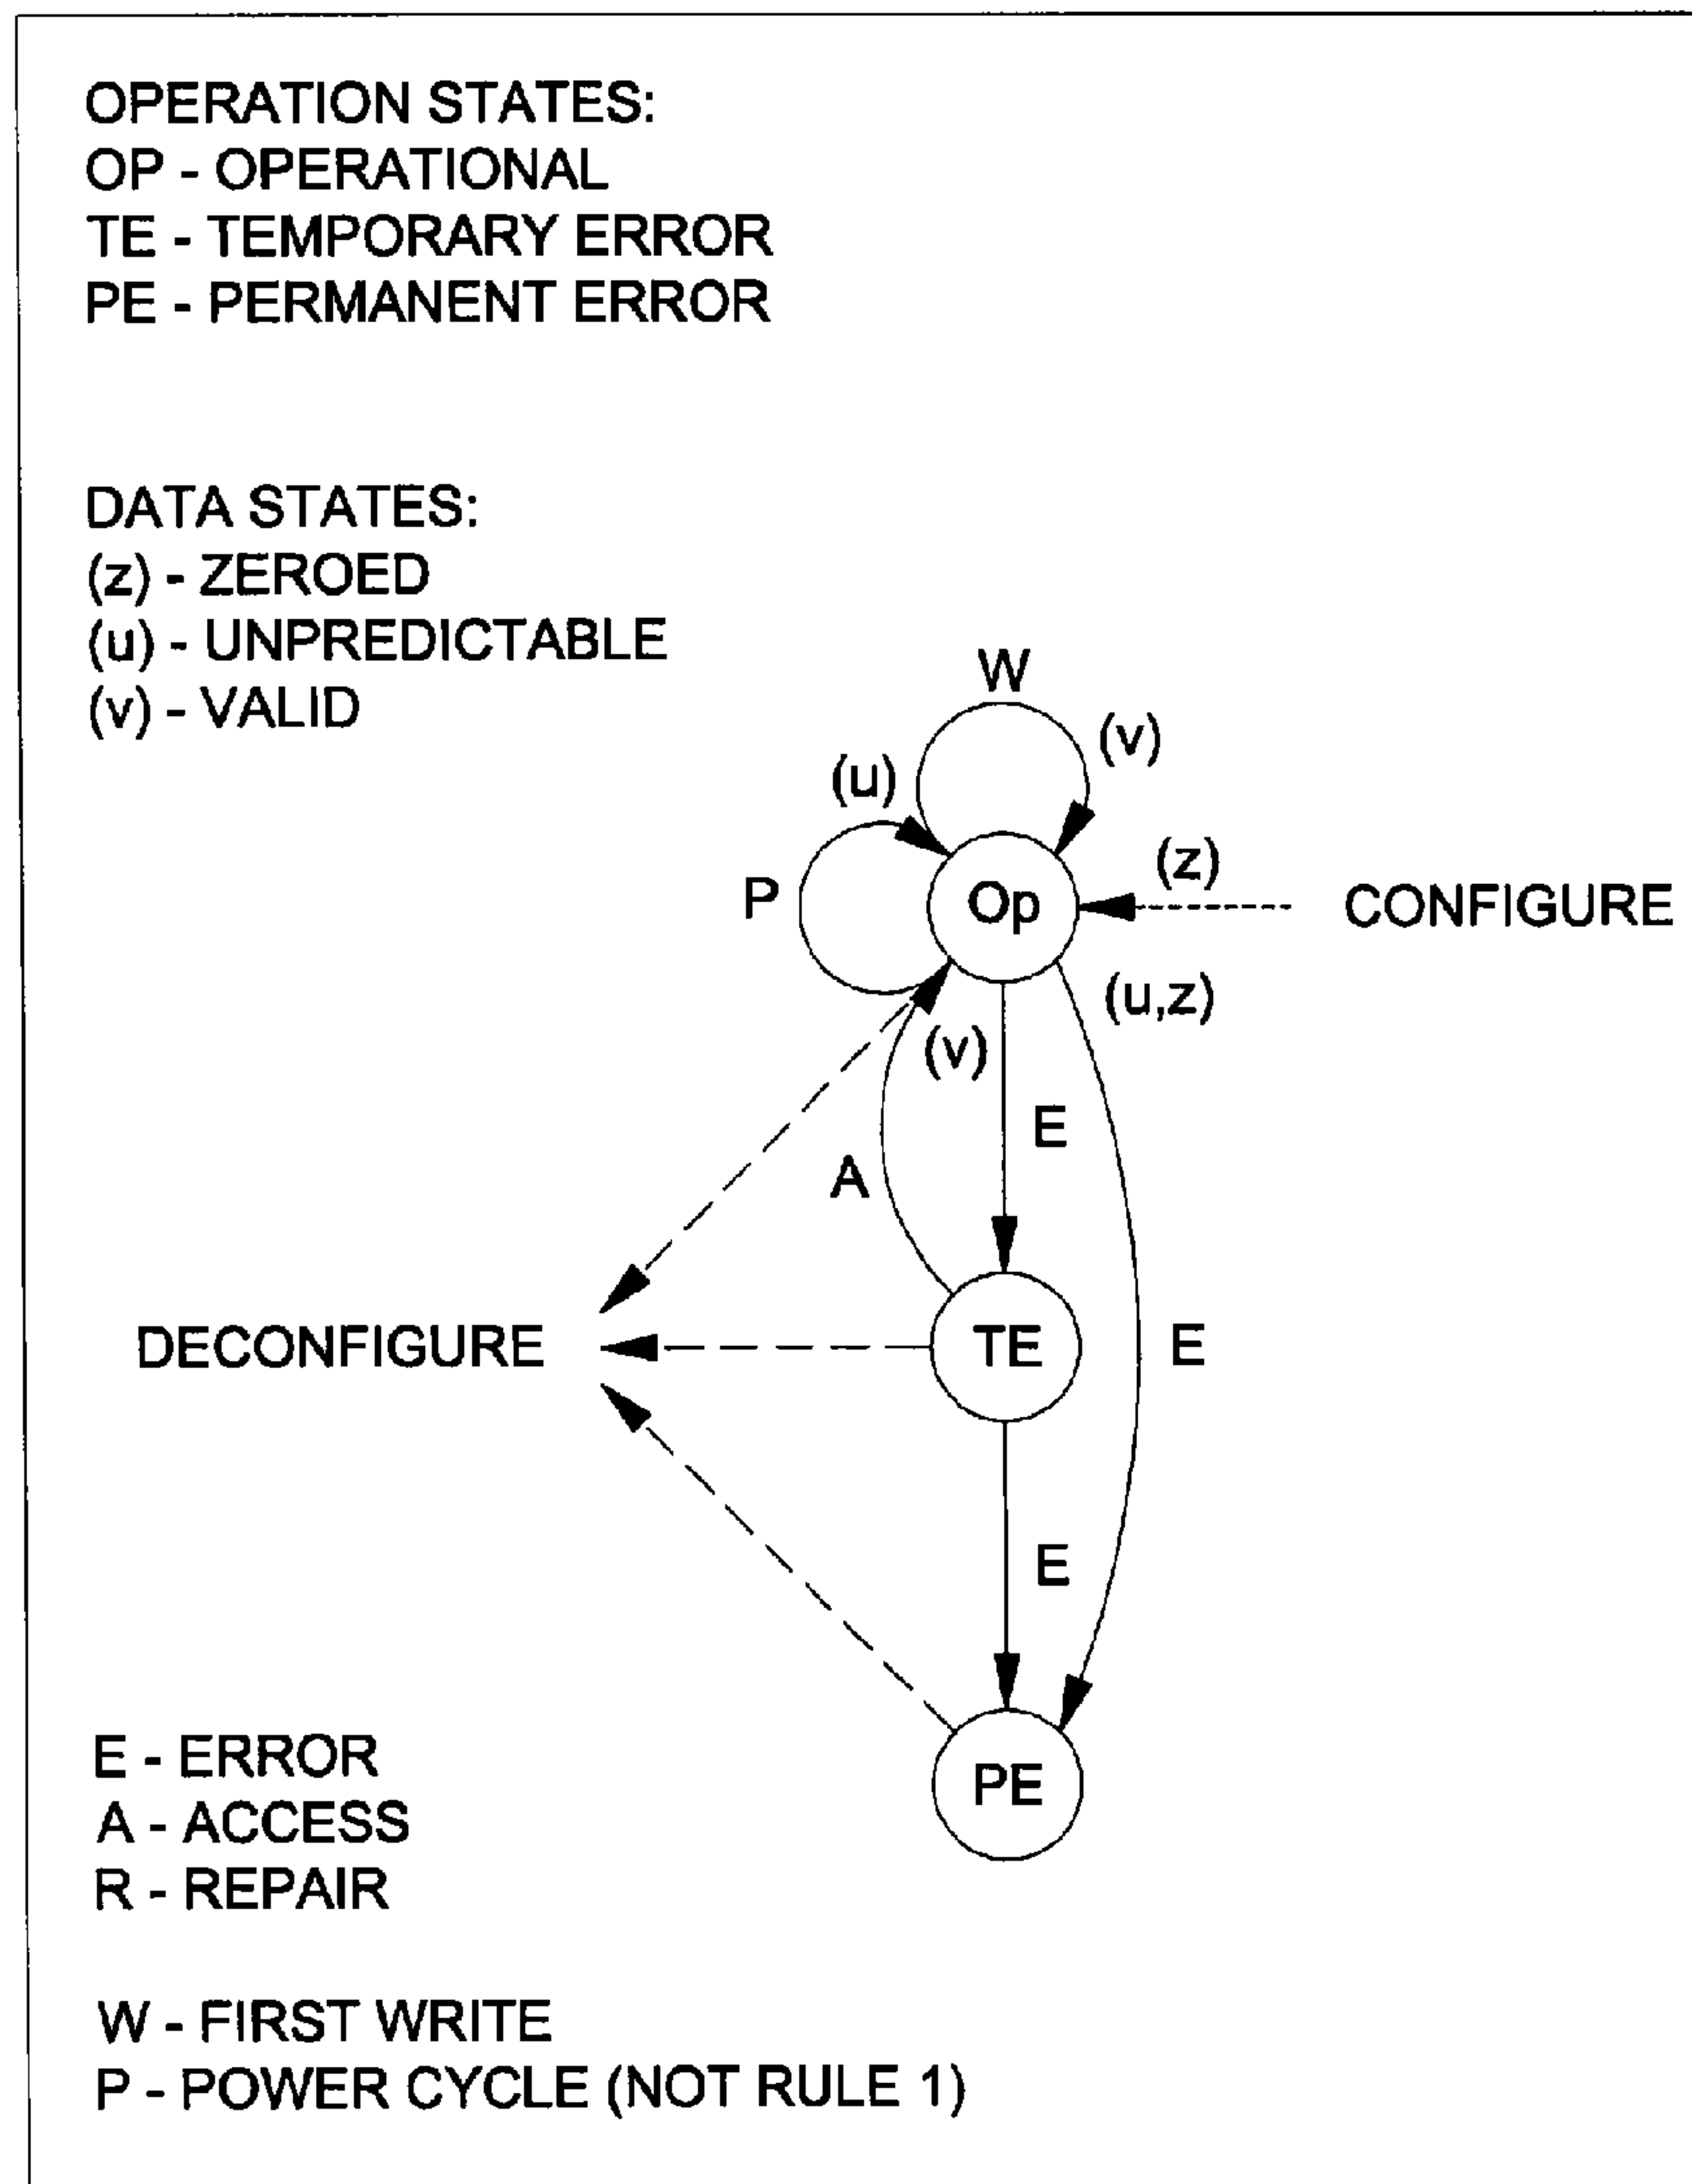 OPERATION STATES:
OP - OPERATIONAL
TE - TEMPORARY ERROR
PE - PERMANENT ERROR
DATA STATES:
(z) - ZEROED
(u) - UNPREDICTABLE
(v) - VALID
W
(v)
(u)
(z)
P
Op
CONFIGURE
(u,z)
(v)
E
A
DECONFIGURE
TE
E
E
PE
E - ERROR
A - ACCESS
R - REPAIR
W - FIRST WRITE
P - POWER CYCLE (NOT RULE 1)